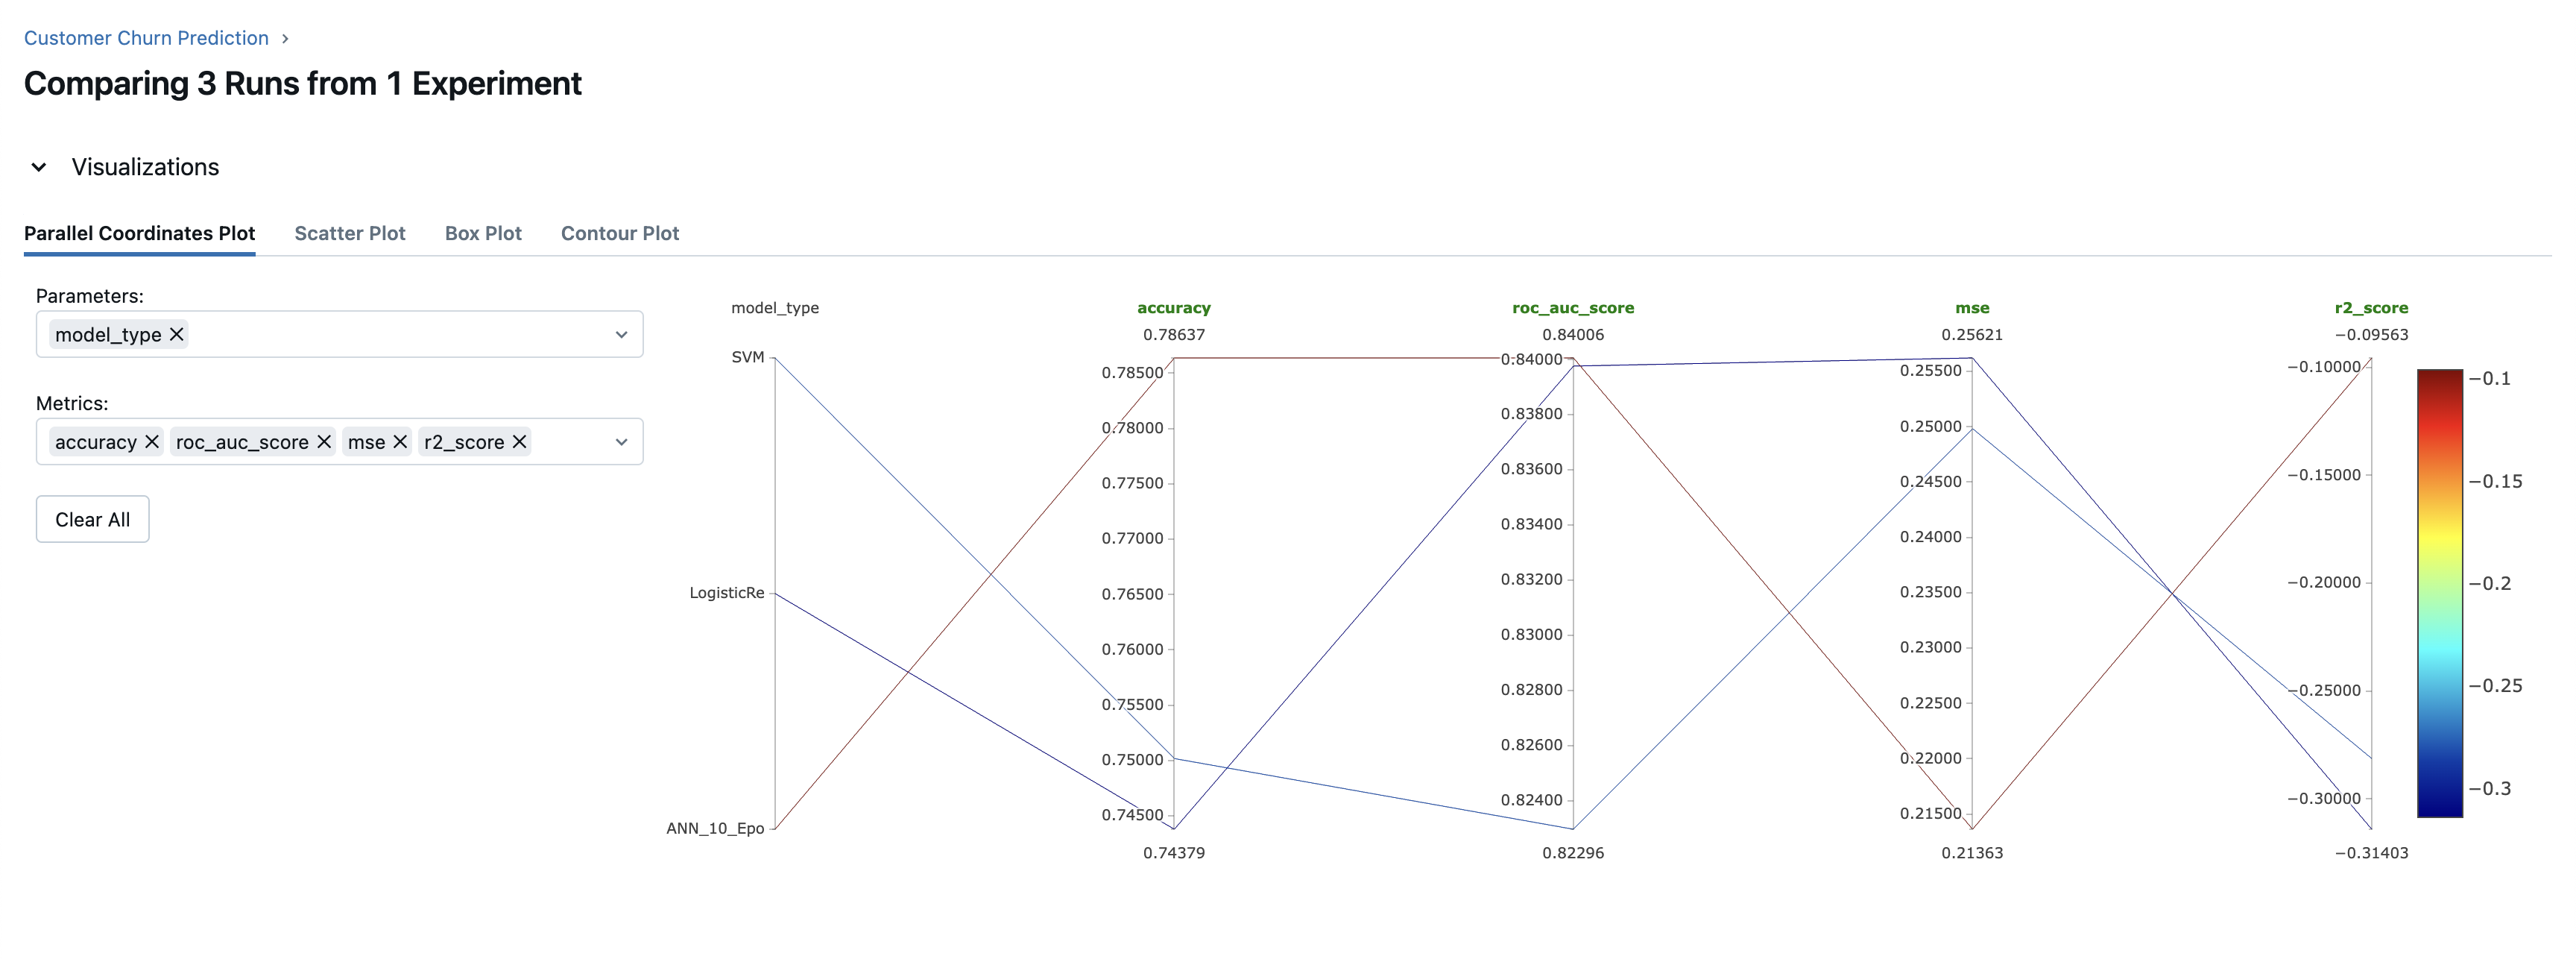 Customer Churn Prediction >
Comparing 3 Runs from 1 Experiment
Visualizations
Parallel Coordinates Plot Scatter Plot Box Plot Contour Plot
Parameters:
model_type
Metrics:
accuracy roc_auc_score mse r2_score
Clear All
model_type
SVM
LogisticRe
ANN_10_Epo
accuracy
0.78637
0.78500
0.78000
0.77500
0.77000
0.76500
0.76000
0.75500
0.75000
0.74500
0.74379
roc_auc_score
0.84006
0.84000
0.83800
0.83600
0.83400
0.83200
0.83000
0.82800
0.82600
0.82400
0.82296
mse
0.25621
0.25500
0.25000
0.24500
0.24000
0.23500
0.23000
0.22500
0.22000
0.21500
0.21363
r2_score
−0.09563
−0.10000
−0.15000
−0.20000
−0.25000
−0.30000
−0.31403
−0.1
−0.15
−0.2
−0.25
−0.3